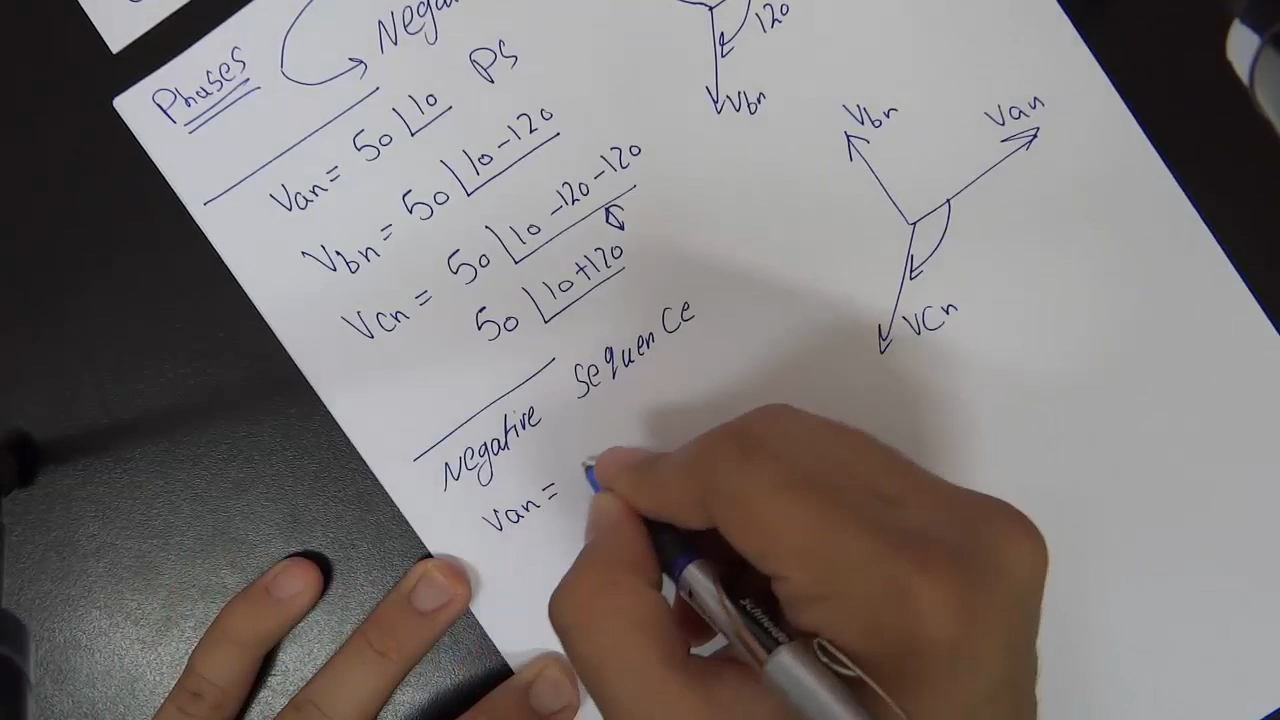 Phases
Nega
PS
Van = 50 ∠10
Vbn = 50 ∠10-120
Vcn = 50 ∠10-120-120
50 ∠10+120
Negative Sequence
Van =
120
Vbn
Vbn
Van
VCn
Schneider